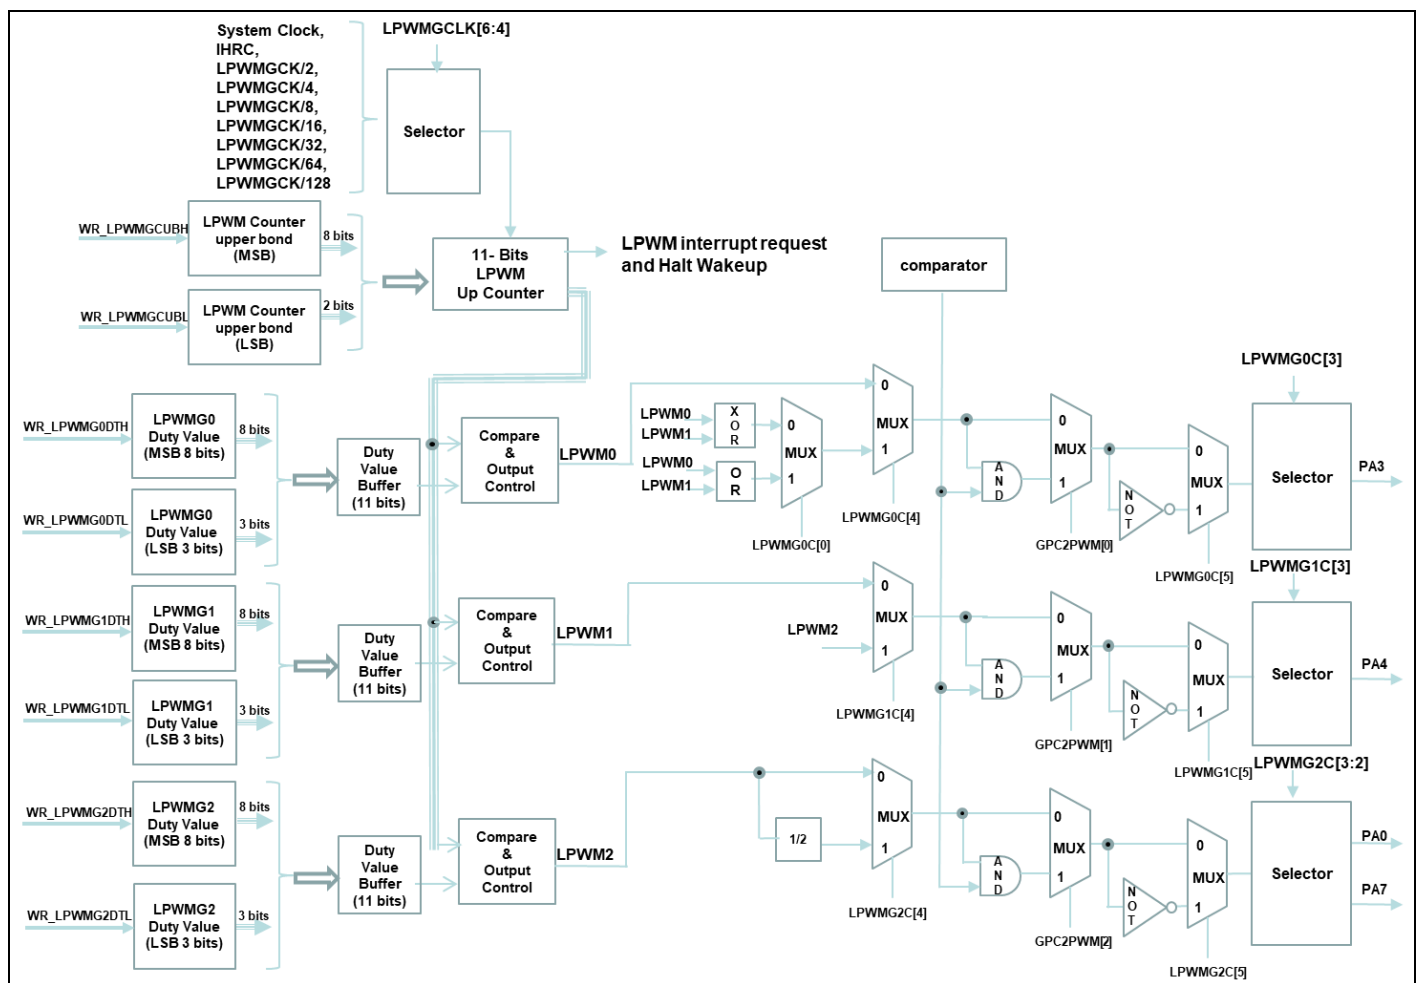 System Clock,
IHRC,
LPWMGCK/2,
LPWMGCK/4,
LPWMGCK/8,
LPWMGCK/16,
LPWMGCK/32,
LPWMGCK/64,
LPWMGCK/128
LPWMGCLK[6:4]
Selector
WR_LPWMGCUBH
LPWM Counter
upper bond
(MSB)
8 bits
WR_LPWMGCUBL
LPWM Counter
upper bond
(LSB)
2 bits
11- Bits
LPWM
Up Counter
LPWM interrupt request
and Halt Wakeup
comparator
WR_LPWMG0DTH
LPWMG0
Duty Value
(MSB 8 bits)
8 bits
WR_LPWMG0DTL
LPWMG0
Duty Value
(LSB 3 bits)
3 bits
Duty
Value
Buffer
(11 bits)
Compare
&
Output
Control
LPWM0
LPWM0
LPWM1
XOR
LPWM0
LPWM1
OR
0
MUX
1
LPWMG0C[0]
0
MUX
1
LPWMG0C[4]
AND
0
MUX
1
GPC2PWM[0]
NOT
0
MUX
1
LPWMG0C[5]
LPWMG0C[3]
Selector
PA3
WR_LPWMG1DTH
LPWMG1
Duty Value
(MSB 8 bits)
8 bits
WR_LPWMG1DTL
LPWMG1
Duty Value
(LSB 3 bits)
3 bits
Duty
Value
Buffer
(11 bits)
Compare
&
Output
Control
LPWM1
LPWM2
0
MUX
1
LPWMG1C[4]
AND
0
MUX
1
GPC2PWM[1]
NOT
0
MUX
1
LPWMG1C[5]
LPWMG1C[3]
Selector
PA4
WR_LPWMG2DTH
LPWMG2
Duty Value
(MSB 8 bits)
8 bits
WR_LPWMG2DTL
LPWMG2
Duty Value
(LSB 3 bits)
3 bits
Duty
Value
Buffer
(11 bits)
Compare
&
Output
Control
LPWM2
1/2
0
MUX
1
LPWMG2C[4]
AND
0
MUX
1
GPC2PWM[2]
NOT
0
MUX
1
LPWMG2C[5]
LPWMG2C[3:2]
Selector
PA0
PA7